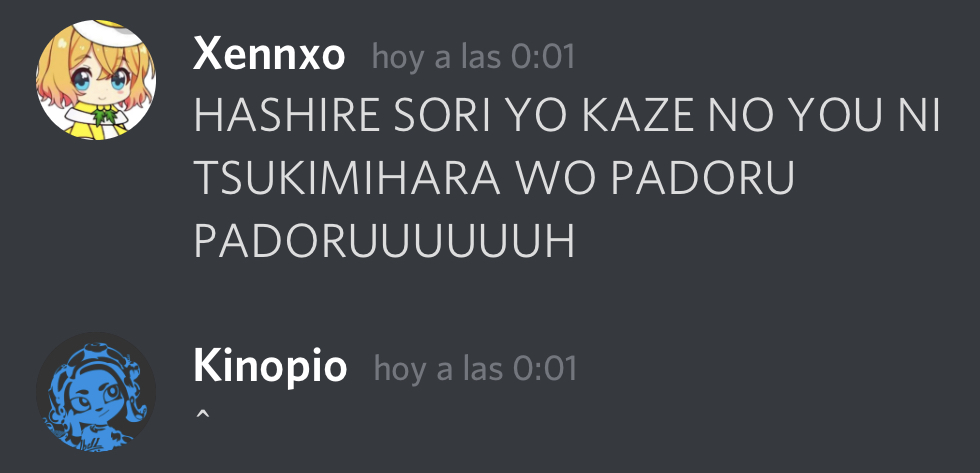 Xennxo hoy a las 0:01
HASHIRE SORI YO KAZE NO YOU NI
TSUKIMIHARA WO PADORU
PADORUUUUUUH
Kinopio hoy a las 0:01
^